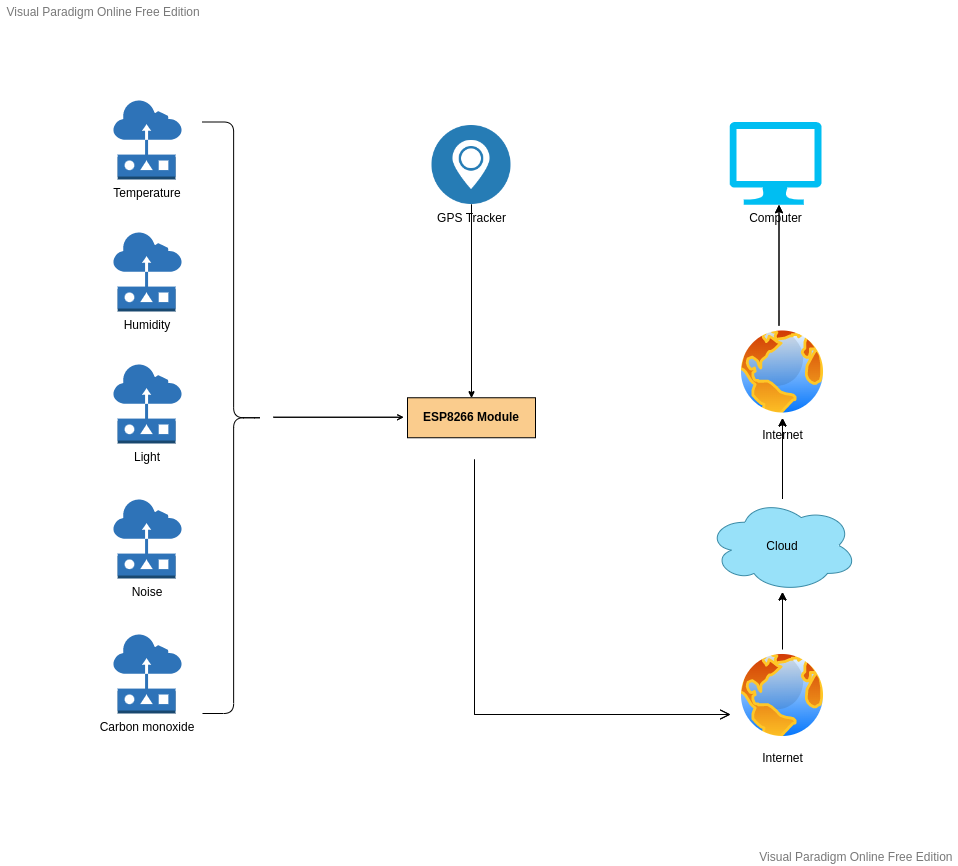 Visual Paradigm Online Free Edition
Temperature
Humidity
Light
Noise
Carbon monoxide
GPS Tracker
ESP8266 Module
Computer
Internet
Cloud
Internet
Visual Paradigm Online Free Edition